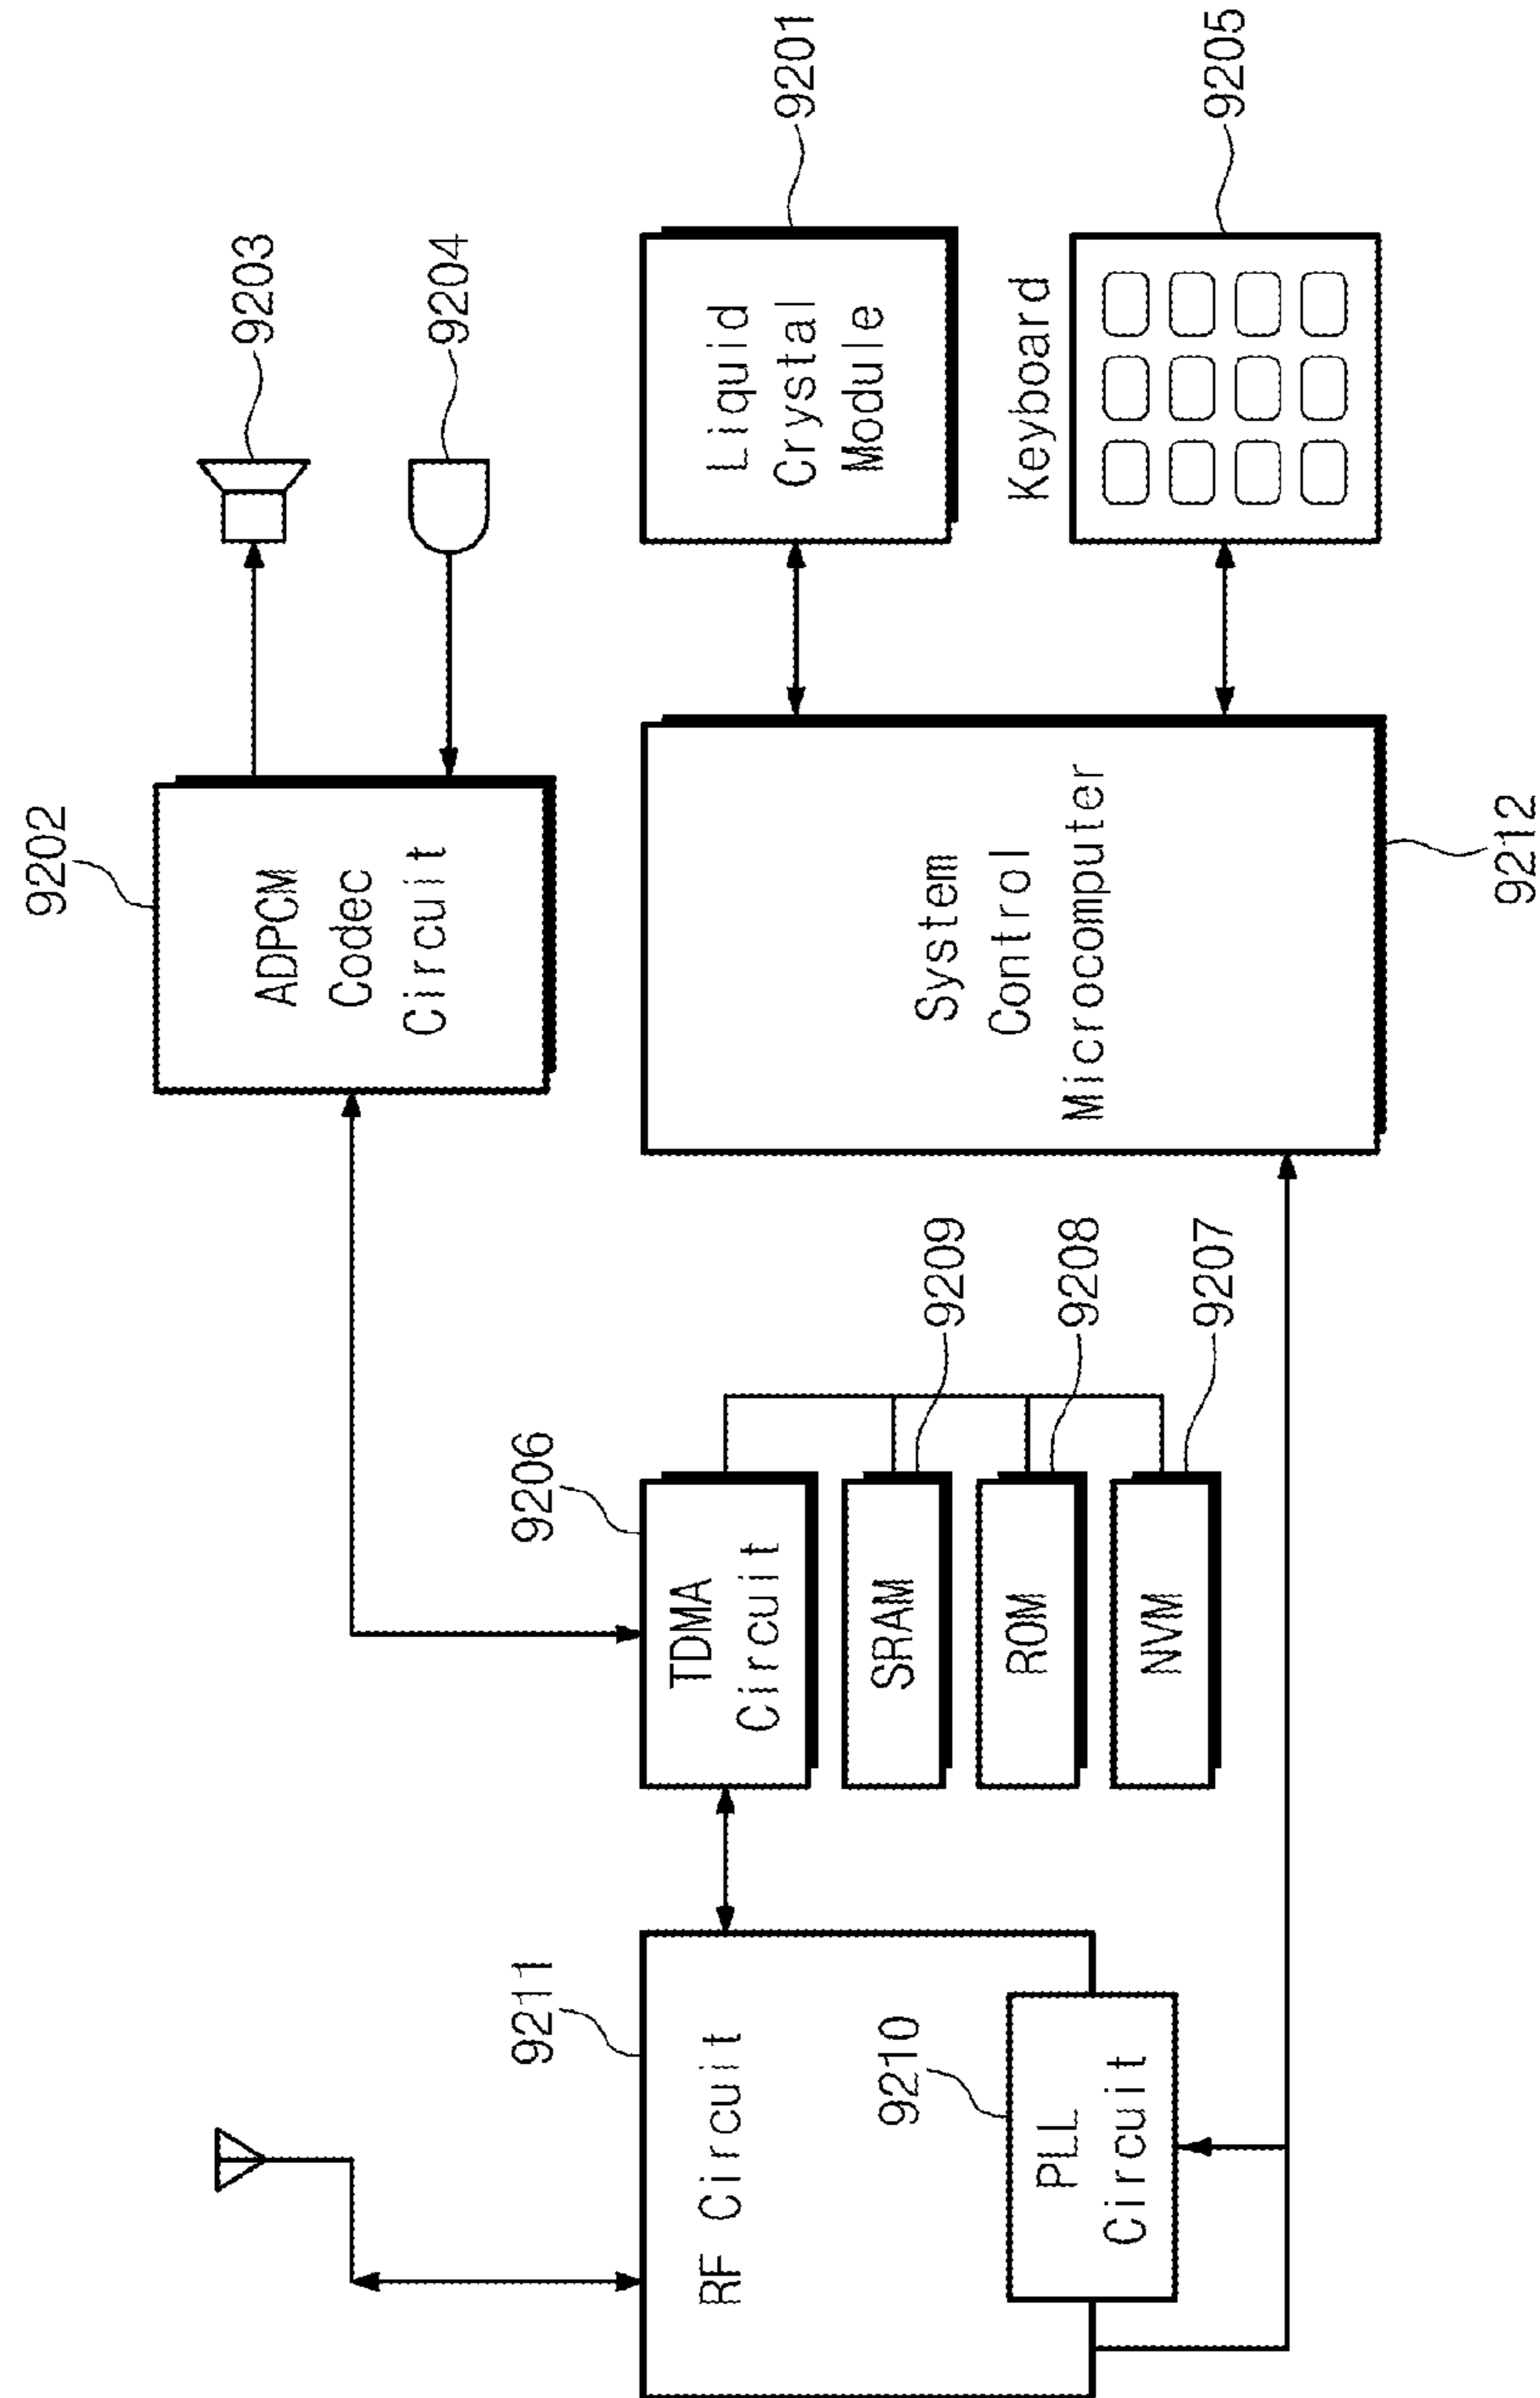 9202
ADPCM
Codec
Circuit
9203
9204
9211
RF Circuit
9210
PLL
Circuit
9206
TDMA
Circuit
SRAM
9209
ROM
9208
NVM
9207
System
Control
Microcomputer
9212
Liquid
Crystal
Module
9201
Keyboard
9205